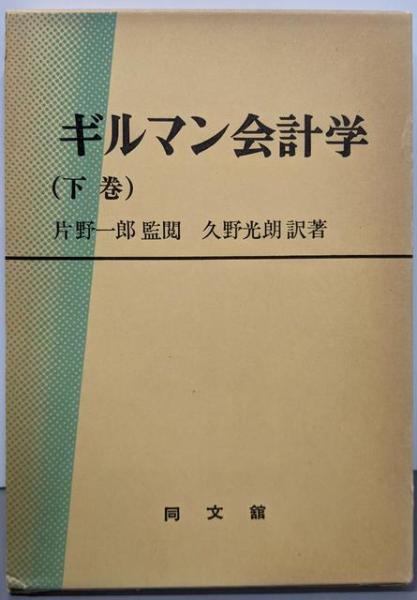 ギルマン会計学
(下巻)
片野一郎監閲 久野光朗訳著
同文舘